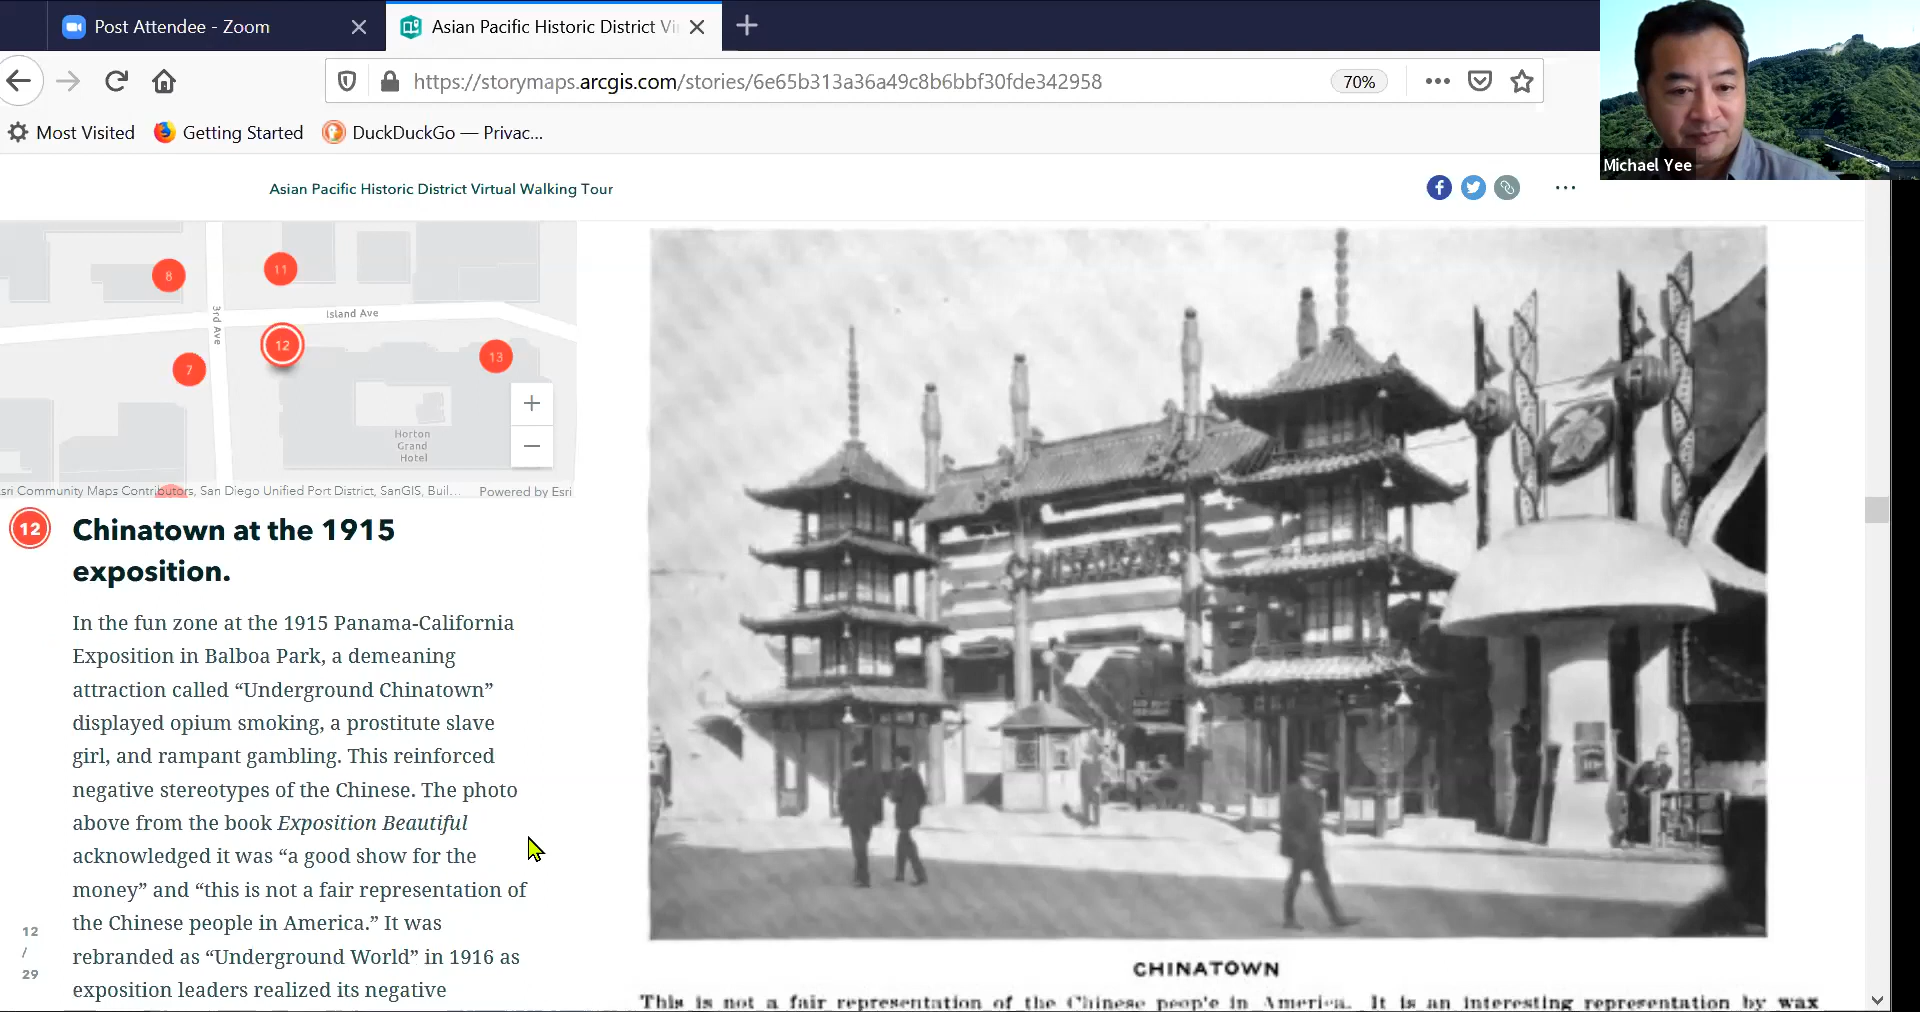 Post Attendee - Zoom
Asian Pacific Historic District Vi
https://storymaps.arcgis.com/stories/6e65b313a36a49c8b6bbf30fde342958
70%
Most Visited
Getting Started
DuckDuckGo — Privac...
Michael Yee
Asian Pacific Historic District Virtual Walking Tour
8
11
3rd Ave
Island Ave
12
7
13
Horton
Grand
Hotel
sri Community Maps Contributors, San Diego Unified Port District, SanGIS, Buil...
Powered by Esri
12
Chinatown at the 1915
exposition.
In the fun zone at the 1915 Panama-California
Exposition in Balboa Park, a demeaning
attraction called “Underground Chinatown”
displayed opium smoking, a prostitute slave
girl, and rampant gambling. This reinforced
negative stereotypes of the Chinese. The photo
above from the book Exposition Beautiful
acknowledged it was “a good show for the
money” and “this is not a fair representation of
the Chinese people in America.” It was
rebranded as “Underground World” in 1916 as
exposition leaders realized its negative
12
/
29
CHINATOWN
This is not a fair representation of the Chinese people in America. It is an interesting representation by wax